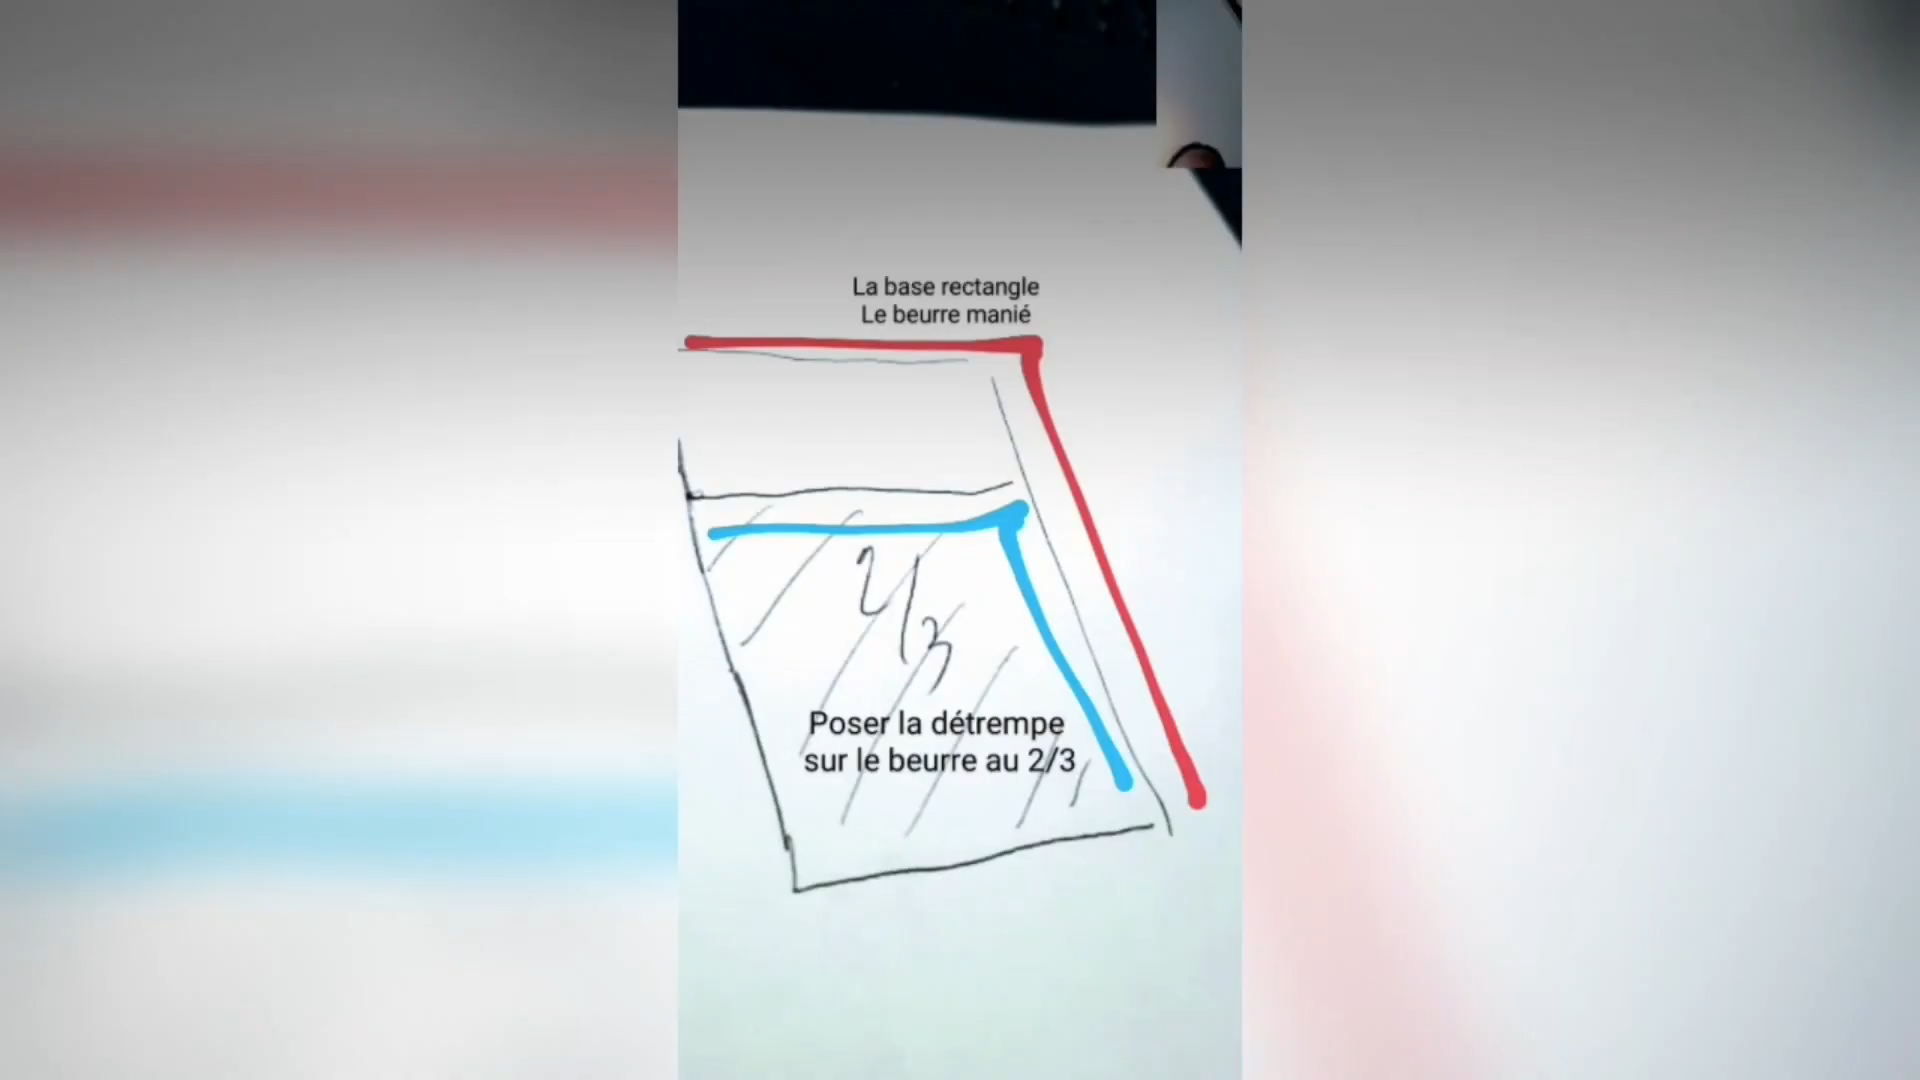 La base rectangle
Le beurre manié
2/3
Poser la détrempe
sur le beurre au 2/3